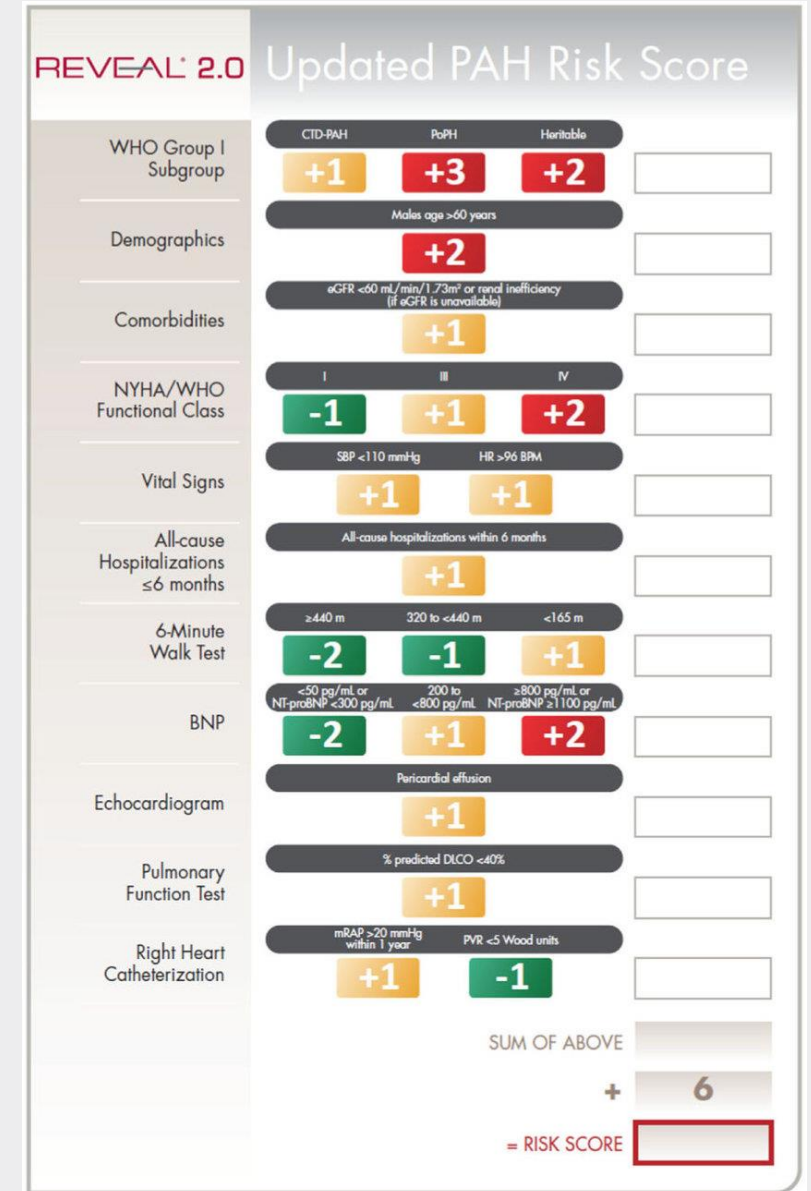 REVEAL® 2.0 Updated PAH Risk Score
WHO Group I
Subgroup
CTD-PAH PoPH Heritable
+1 +3 +2
Demographics
Males age >60 years
+2
Comorbidities
eGFR <60 mL/min/1.73m² or renal inefficiency
(if eGFR is unavailable)
+1
NYHA/WHO
Functional Class
I III IV
-1 +1 +2
Vital Signs
SBP <110 mmHg HR >96 BPM
+1 +1
All-cause
Hospitalizations
≤6 months
All-cause hospitalizations within 6 months
+1
6-Minute
Walk Test
≥440 m 320 to <440 m <165 m
-2 -1 +1
BNP
<50 pg/mL or
NT-proBNP <300 pg/mL
200 to
<800 pg/mL
≥800 pg/mL or
NT-proBNP ≥1100 pg/mL
-2 +1 +2
Echocardiogram
Pericardial effusion
+1
Pulmonary
Function Test
% predicted DLCO <40%
+1
Right Heart
Catheterization
mRAP >20 mmHg
within 1 year
PVR <5 Wood units
+1 -1
SUM OF ABOVE
+ 6
= RISK SCORE